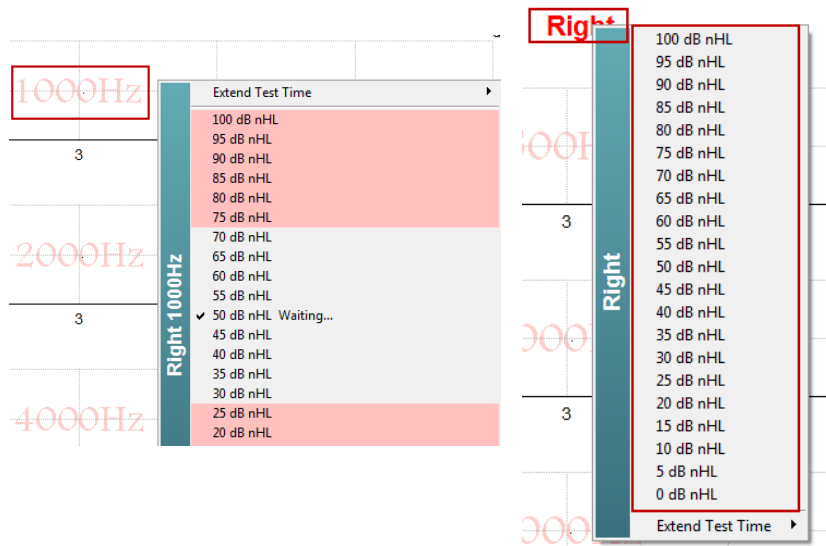 1000Hz
3
2000Hz
3
4000Hz
Right 1000Hz
Extend Test Time
100 dB nHL
95 dB nHL
90 dB nHL
85 dB nHL
80 dB nHL
75 dB nHL
70 dB nHL
65 dB nHL
60 dB nHL
55 dB nHL
50 dB nHL Waiting...
45 dB nHL
40 dB nHL
35 dB nHL
30 dB nHL
25 dB nHL
20 dB nHL
Right
3
3
Right
100 dB nHL
95 dB nHL
90 dB nHL
85 dB nHL
80 dB nHL
75 dB nHL
70 dB nHL
65 dB nHL
60 dB nHL
55 dB nHL
50 dB nHL
45 dB nHL
40 dB nHL
35 dB nHL
30 dB nHL
25 dB nHL
20 dB nHL
15 dB nHL
10 dB nHL
5 dB nHL
0 dB nHL
Extend Test Time